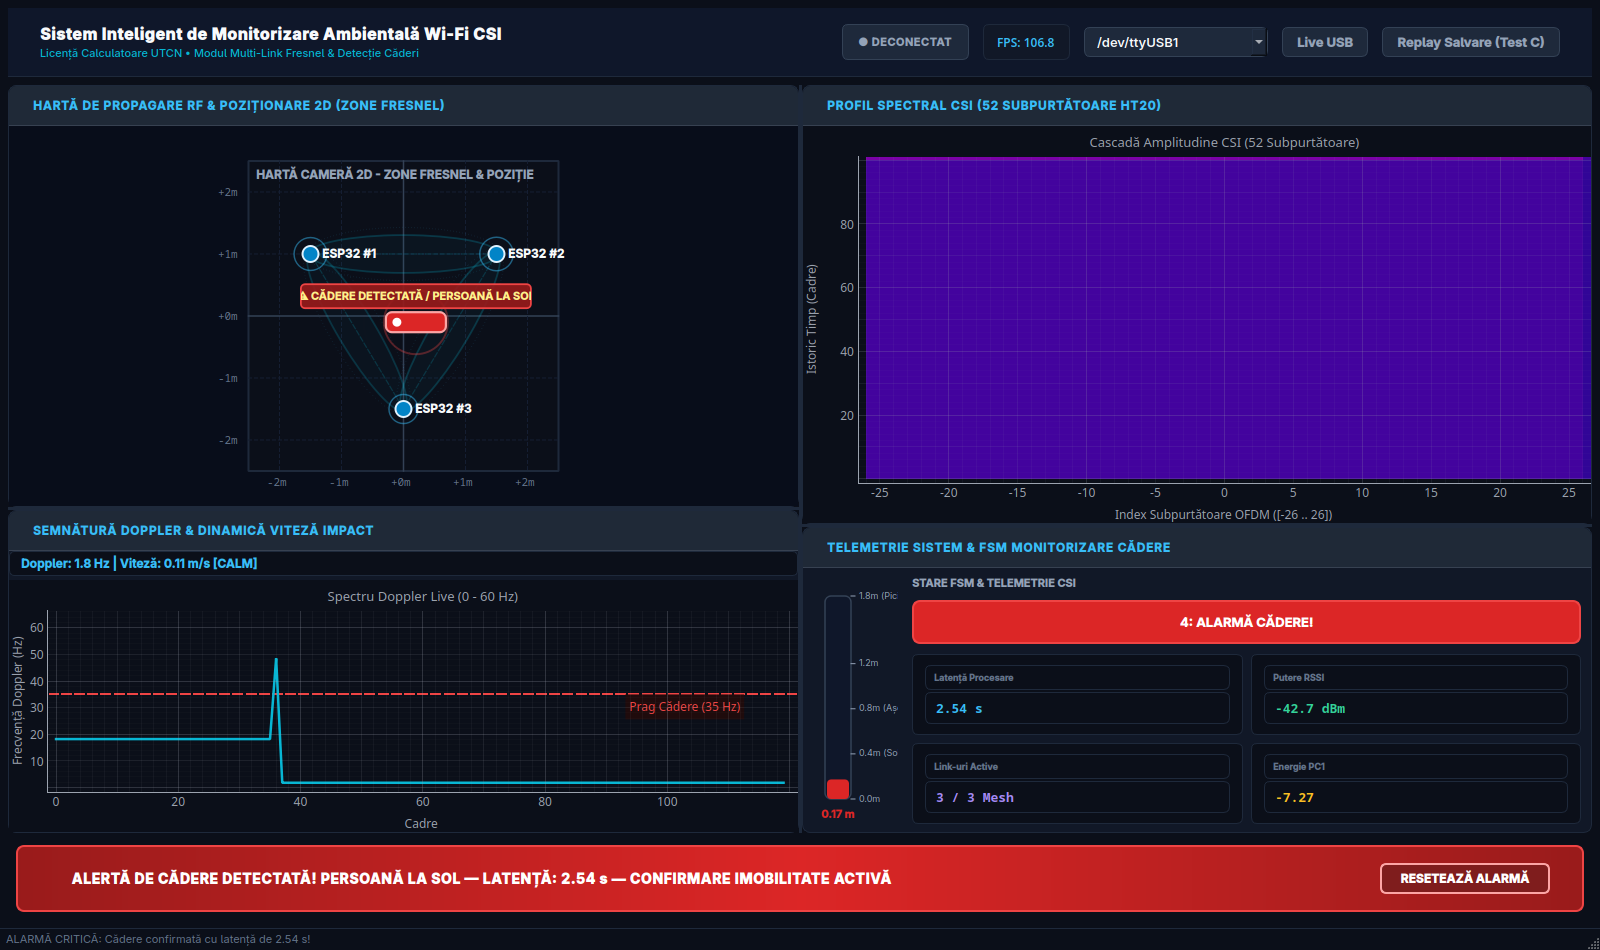 Sistem Inteligent de Monitorizare Ambientală Wi-Fi CSI
Licență Calculatoare UTCN • Modul Multi-Link Fresnel & Detecție Căderi
● DECONECTAT
FPS: 106.8
/dev/ttyUSB1
Live USB
Replay Salvare (Test C)
HARTĂ DE PROPAGARE RF & POZIȚIONARE 2D (ZONE FRESNEL)
HARTĂ CAMERĂ 2D - ZONE FRESNEL & POZIȚIE
+2m
+1m
+0m
-1m
-2m
ESP32 #1
ESP32 #2
⚠ CĂDERE DETECTATĂ / PERSOANĂ LA SOL
ESP32 #3
-2m
-1m
+0m
+1m
+2m
PROFIL SPECTRAL CSI (52 SUBPURTĂTOARE HT20)
Cascadă Amplitudine CSI (52 Subpurtătoare)
Istoric Timp (Cadre)
80
60
40
20
-25
-20
-15
-10
-5
0
5
10
15
20
25
Index Subpurtătoare OFDM ([-26 .. 26])
SEMNĂTURĂ DOPPLER & DINAMICĂ VITEZĂ IMPACT
Doppler: 1.8 Hz | Viteză: 0.11 m/s [CALM]
Spectru Doppler Live (0 - 60 Hz)
Frecvență Doppler (Hz)
60
50
40
30
20
10
Prag Cădere (35 Hz)
0
20
40
60
80
100
Cadre
TELEMETRIE SISTEM & FSM MONITORIZARE CĂDERE
1.8m (Pic
1.2m
0.8m (Aș
0.4m (So
0.0m
0.17 m
STARE FSM & TELEMETRIE CSI
4: ALARMĂ CĂDERE!
Latență Procesare
2.54 s
Putere RSSI
-42.7 dBm
Link-uri Active
3 / 3 Mesh
Energie PC1
-7.27
ALERTĂ DE CĂDERE DETECTATĂ! PERSOANĂ LA SOL — LATENȚĂ: 2.54 s — CONFIRMARE IMOBILITATE ACTIVĂ
RESETEAZĂ ALARMĂ
ALARMĂ CRITICĂ: Cădere confirmată cu latență de 2.54 s!